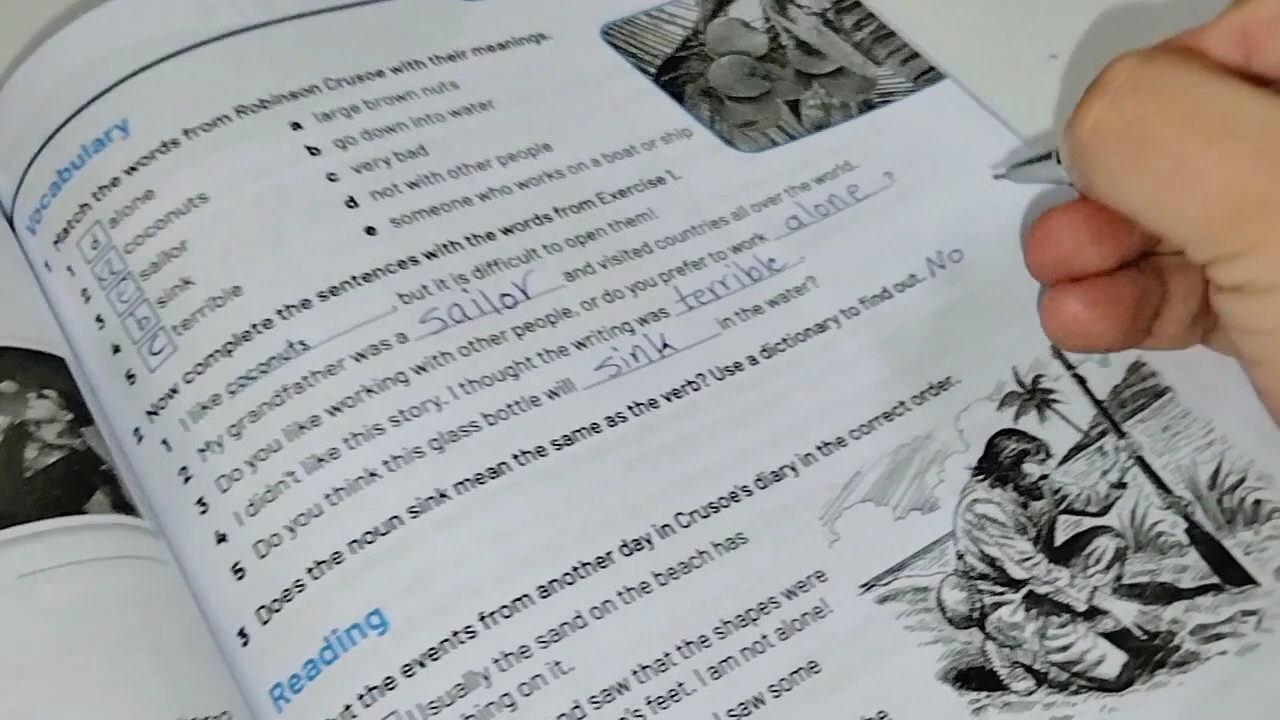 Vocabulary
1 Match the words from Robinson Crusoe with their meanings.
1 d alone
2 coconuts
3 sailor
4 b sink
5 c terrible
a large brown nuts
b go down into water
c very bad
d not with other people
e someone who works on a boat or ship
2 Now complete the sentences with the words from Exercise 1.
1 I like coconuts, but it is difficult to open them!
2 My grandfather was a sailor and visited countries all over the world.
3 Do you like working with other people, or do you prefer to work alone?
4 I didn't like this story. I thought the writing was terrible.
5 Do you think this glass bottle will sink in the water?
3 Does the noun sink mean the same as the verb? Use a dictionary to find out. No
Reading
the events from another day in Crusoe's diary in the correct order.
Usually the sand on the beach has
on it.
saw that the shapes were
feet. I am not alone!
saw some